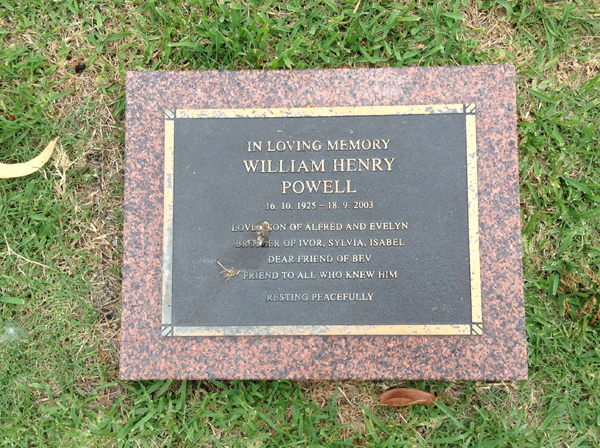 IN LOVING MEMORY
WILLIAM HENRY
POWELL
16. 10. 1925 – 18. 9. 2003
LOVED SON OF ALFRED AND EVELYN
BROTHER OF IVOR, SYLVIA, ISABEL
DEAR FRIEND OF BEV
FRIEND TO ALL WHO KNEW HIM
RESTING PEACEFULLY